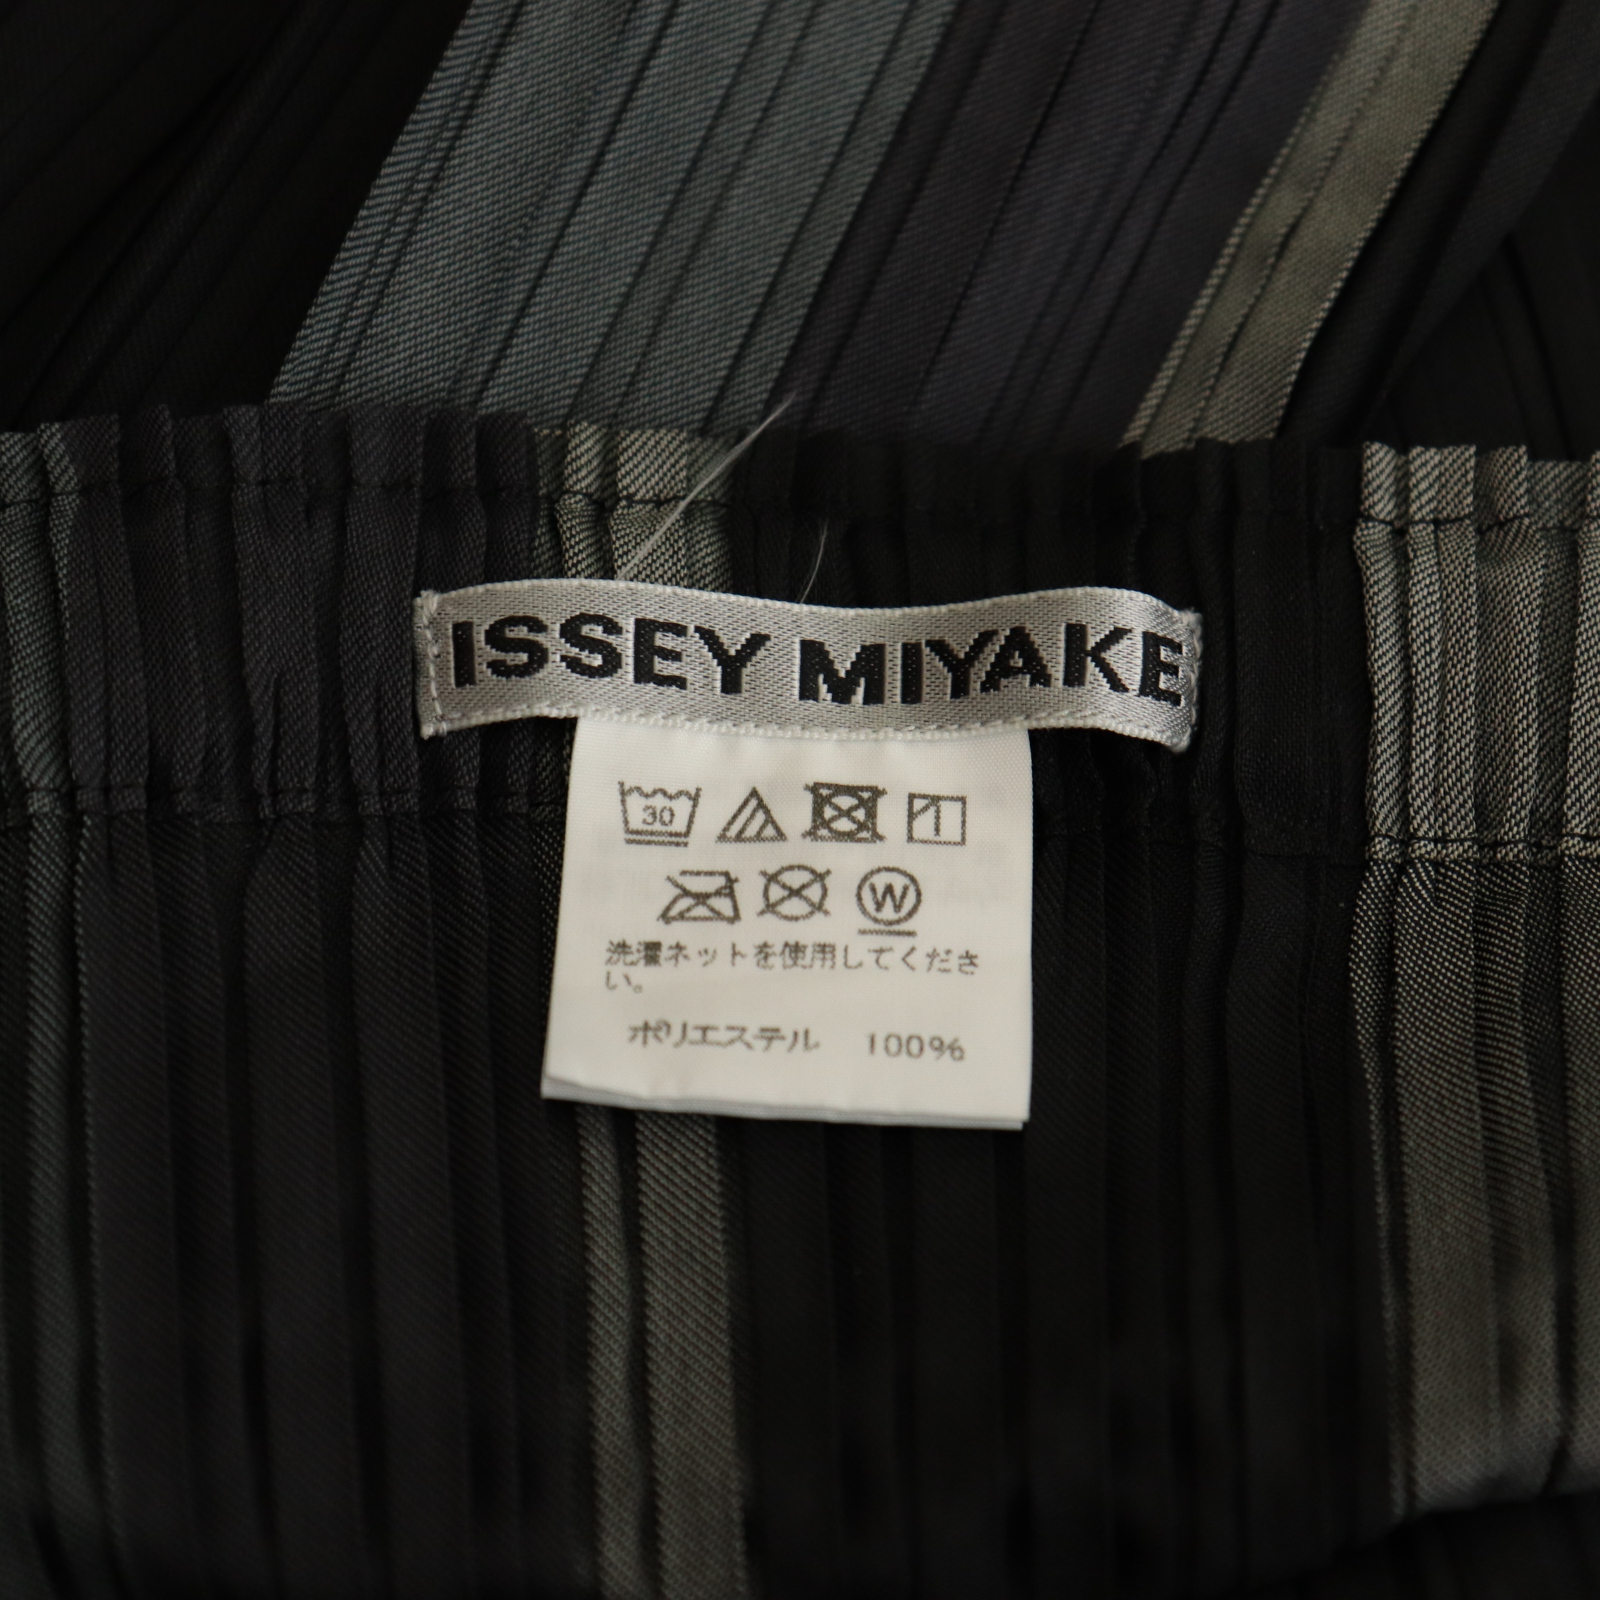 ISSEY MIYAKE
30
W
洗濯ネットを使用してくださ
い。
ポリエステル 100%